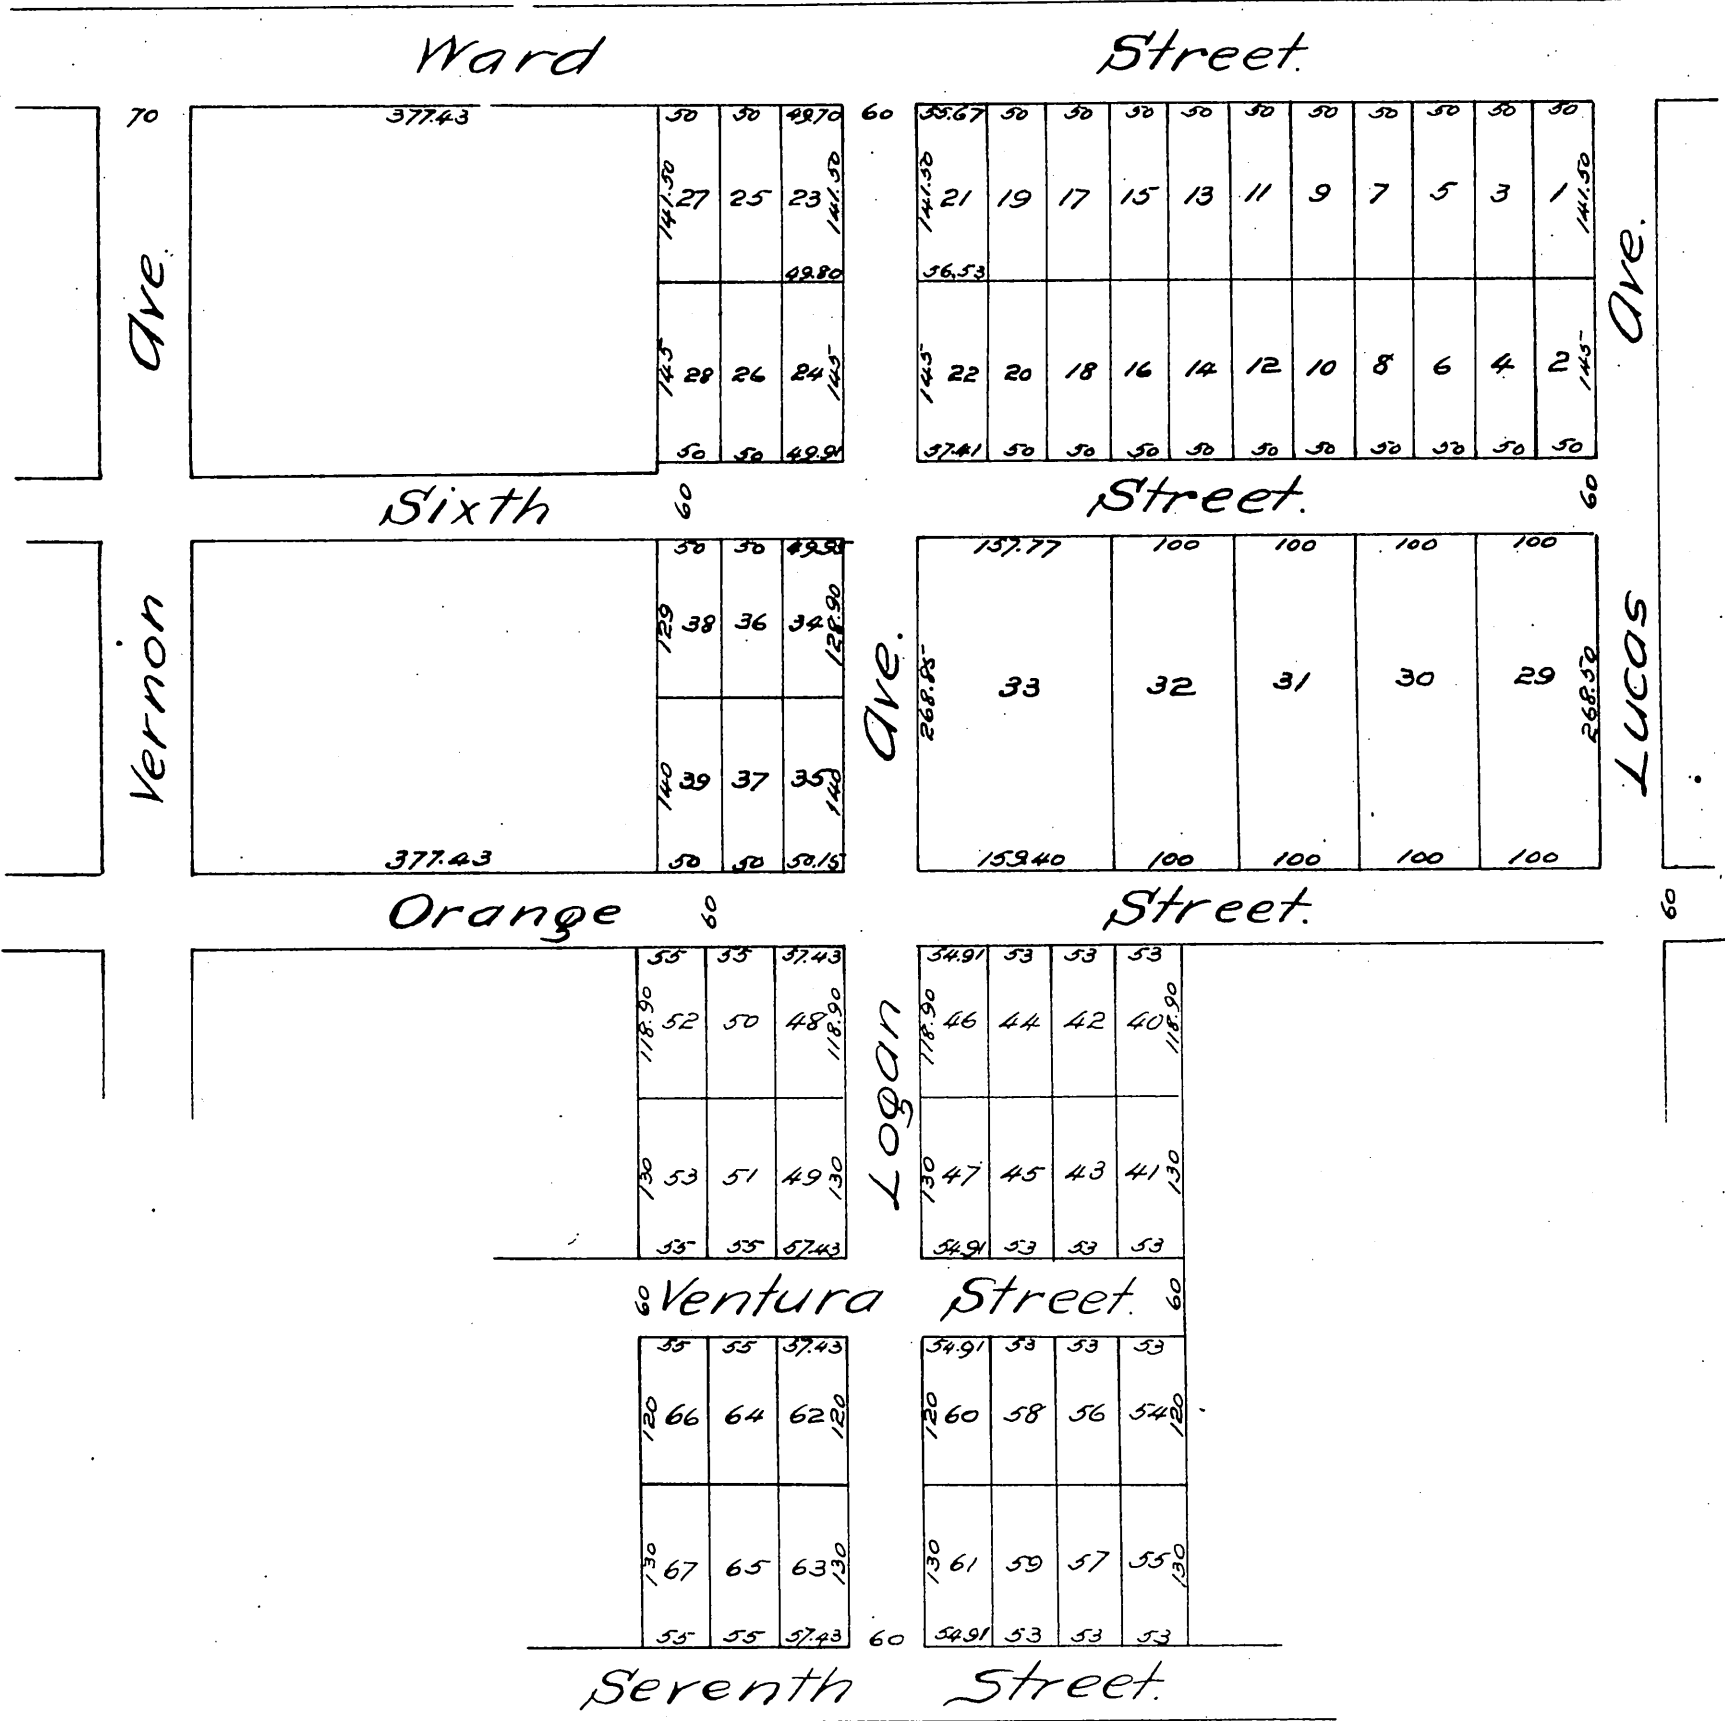 Ward Street.
70 377.43 50 50 49.70 60 55.67 50 50 50 50 50 50 50 50 50 50
141.50 27 25 23 141.50 141.50 21 19 17 15 13 11 9 7 5 3 1 141.50
49.80 56.53
145 28 26 24 145 145 22 20 18 16 14 12 10 8 6 4 2 145
50 50 49.91 57.41 50 50 50 50 50 50 50 50 50 50
Sixth 60 Street. 60
50 50 49.93 157.77 100 100 100 100
129 38 36 34 128.90
268.85 33 32 31 30 29 268.50
140 39 37 35 140
377.43 50 50 50.15 159.40 100 100 100 100
Vernon Ave.
Logan Ave.
Lucas Ave.
Orange 60 Street. 60
55 55 57.43 54.91 53 53 53
118.90 52 50 48 118.90 118.90 46 44 42 40 118.90
130 53 51 49 130 130 47 45 43 41 130
55 55 57.43 54.91 53 53 53
60 Ventura Street. 60
55 55 57.43 54.91 53 53 53
120 66 64 62 120 120 60 58 56 54 120
130 67 65 63 130 130 61 59 57 55 130
55 55 57.43 60 54.91 53 53 53
Serenth Street.